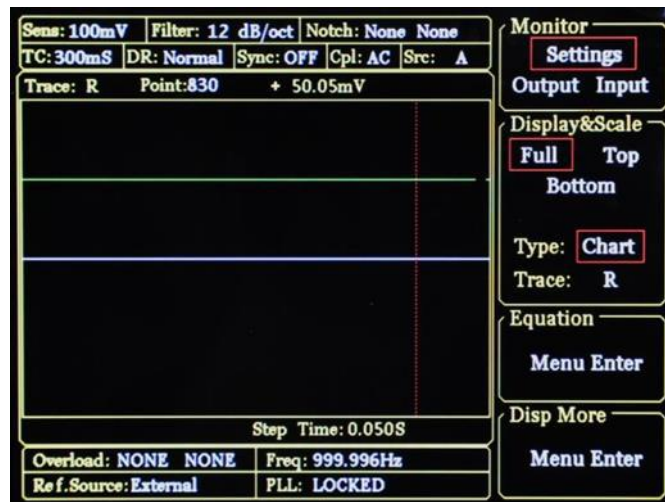 Sens: 100mV Filter: 12 dB/oct Notch: None None
TC: 300mS DR: Normal Sync: OFF Cpl: AC Src: A
Trace: R Point:830 + 50.05mV
Step Time: 0.050S
Overload: NONE NONE Freq: 999.996Hz
Ref.Source: External PLL: LOCKED
Monitor
Settings
Output Input
Display&Scale
Full Top
Bottom
Type: Chart
Trace: R
Equation
Menu Enter
Disp More
Menu Enter